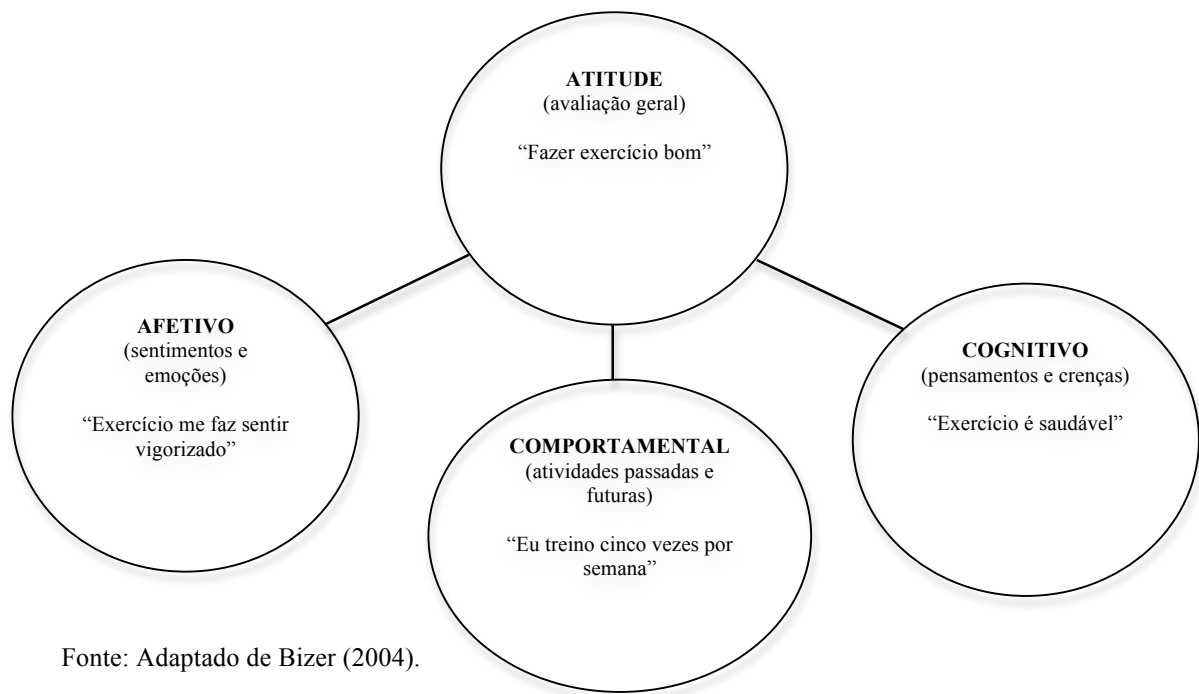 ATITUDE
(avaliação geral)
“Fazer exercício bom”
AFETIVO
(sentimentos e
emoções)
“Exercício me faz sentir
vigorizado”
COMPORTAMENTAL
(atividades passadas e
futuras)
“Eu treino cinco vezes por
semana”
COGNITIVO
(pensamentos e crenças)
“Exercício é saudável”
Fonte: Adaptado de Bizer (2004).